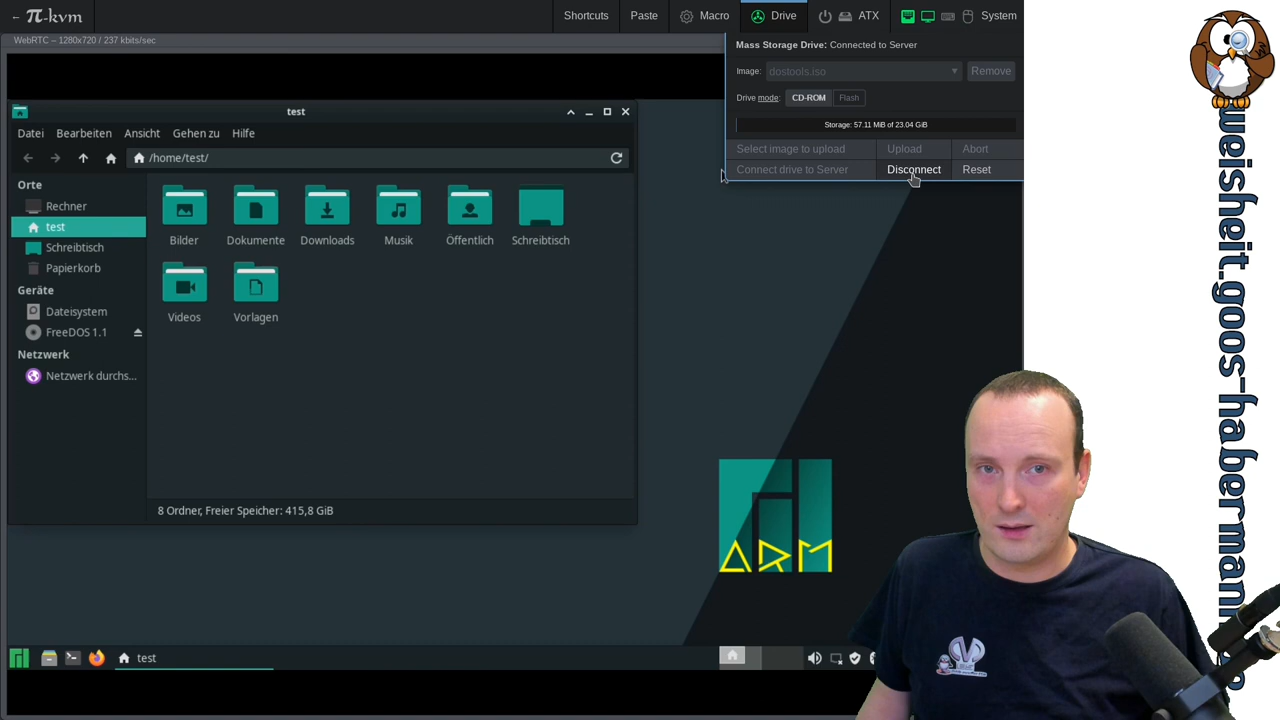 ← π-kvm
Shortcuts
Paste
Macro
Drive
ATX
System
WebRTC – 1280x720 / 237 kbits/sec
Mass Storage Drive: Connected to Server
Image:
dostools.iso
Remove
Drive mode:
CD-ROM
Flash
Storage: 57.11 MiB of 23.04 GiB
Select image to upload
Upload
Abort
Connect drive to Server
Disconnect
Reset
test
Datei
Bearbeiten
Ansicht
Gehen zu
Hilfe
/home/test/
Orte
Rechner
test
Schreibtisch
Papierkorb
Geräte
Dateisystem
FreeDOS 1.1
Netzwerk
Netzwerk durchs...
Bilder
Dokumente
Downloads
Musik
Öffentlich
Schreibtisch
Videos
Vorlagen
8 Ordner, Freier Speicher: 415,8 GiB
ARM
test